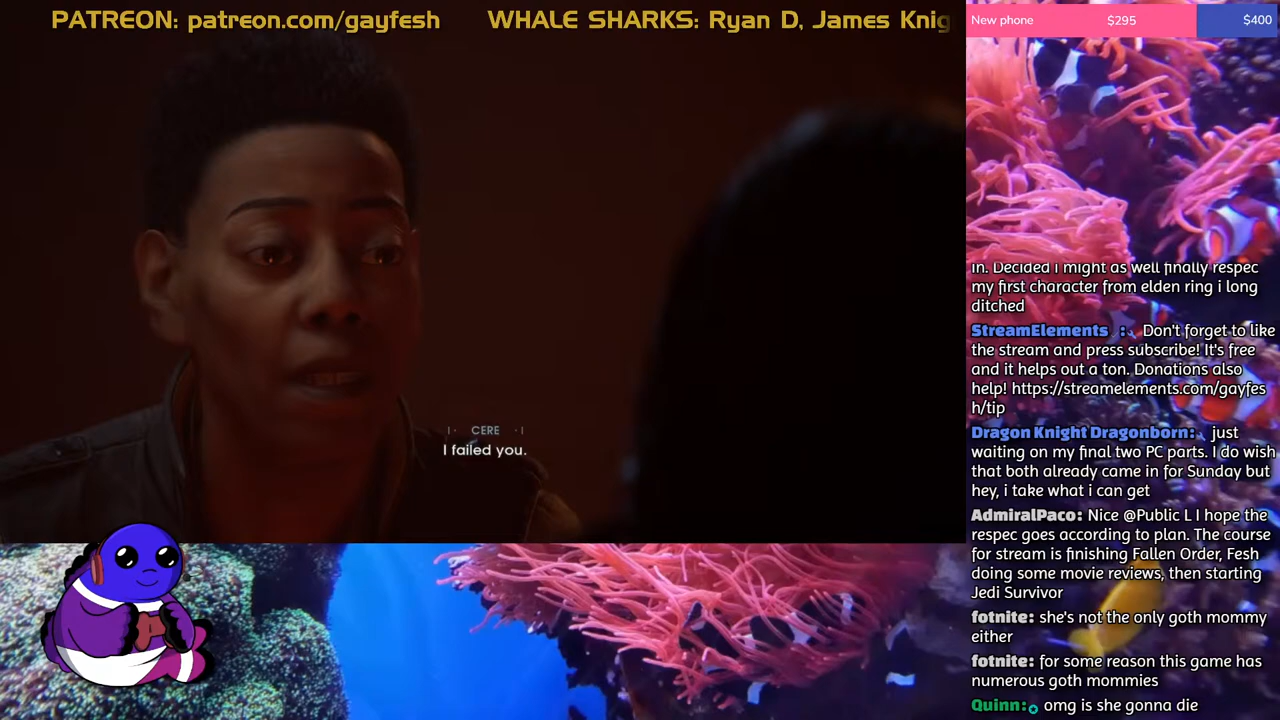 PATREON: patreon.com/gayfesh WHALE SHARKS: Ryan D, James Knig
New phone $295 $400
CERE
I failed you.
in. Decided i might as well finally respec
my first character from elden ring i long
ditched
StreamElements : Don't forget to like
the stream and press subscribe! It's free
and it helps out a ton. Donations also
help! https://streamelements.com/gayfes
h/tip
Dragon Knight Dragonborn: just
waiting on my final two PC parts. I do wish
that both already came in for Sunday but
hey, i take what i can get
AdmiralPaco: Nice @Public L I hope the
respec goes according to plan. The course
for stream is finishing Fallen Order, Fesh
doing some movie reviews, then starting
Jedi Survivor
fotnite: she's not the only goth mommy
either
fotnite: for some reason this game has
numerous goth mommies
Quinn: omg is she gonna die